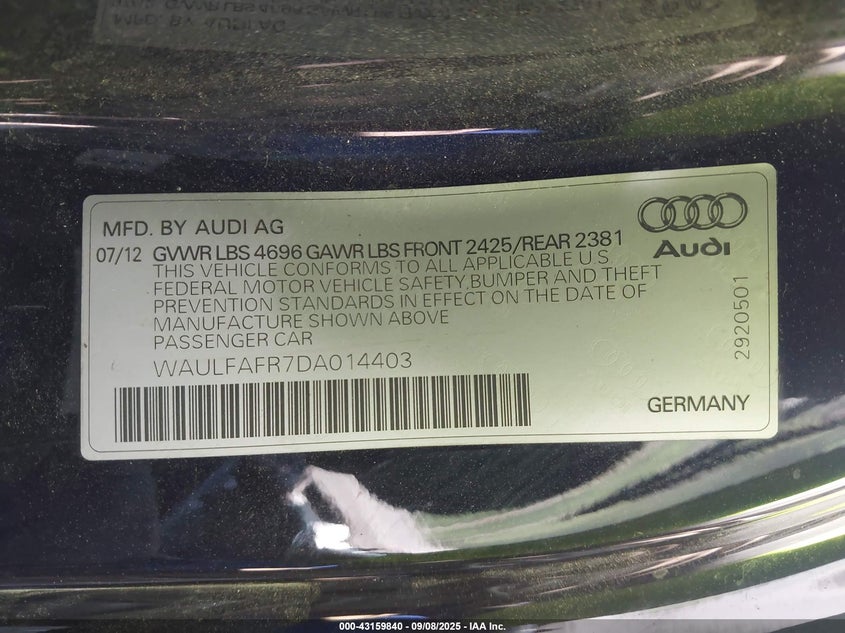 MFD. BY AUDI AG
07/12 GVWR LBS 4696 GAWR LBS FRONT 2425/REAR 2381
THIS VEHICLE CONFORMS TO ALL APPLICABLE U S
FEDERAL MOTOR VEHICLE SAFETY,BUMPER AND THEFT
PREVENTION STANDARDS IN EFFECT ON THE DATE OF
MANUFACTURE SHOWN ABOVE
PASSENGER CAR
WAULFAFR7DA014403
Audi
2920501
GERMANY
000-43159840 - 09/08/2025 - IAA Inc.